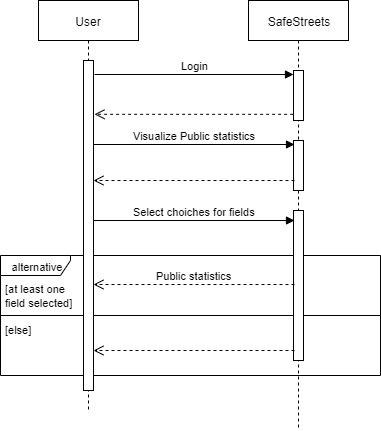 User
SafeStreets
Login
Visualize Public statistics
Select choiches for fields
alternative
[at least one
field selected]
Public statistics
[else]